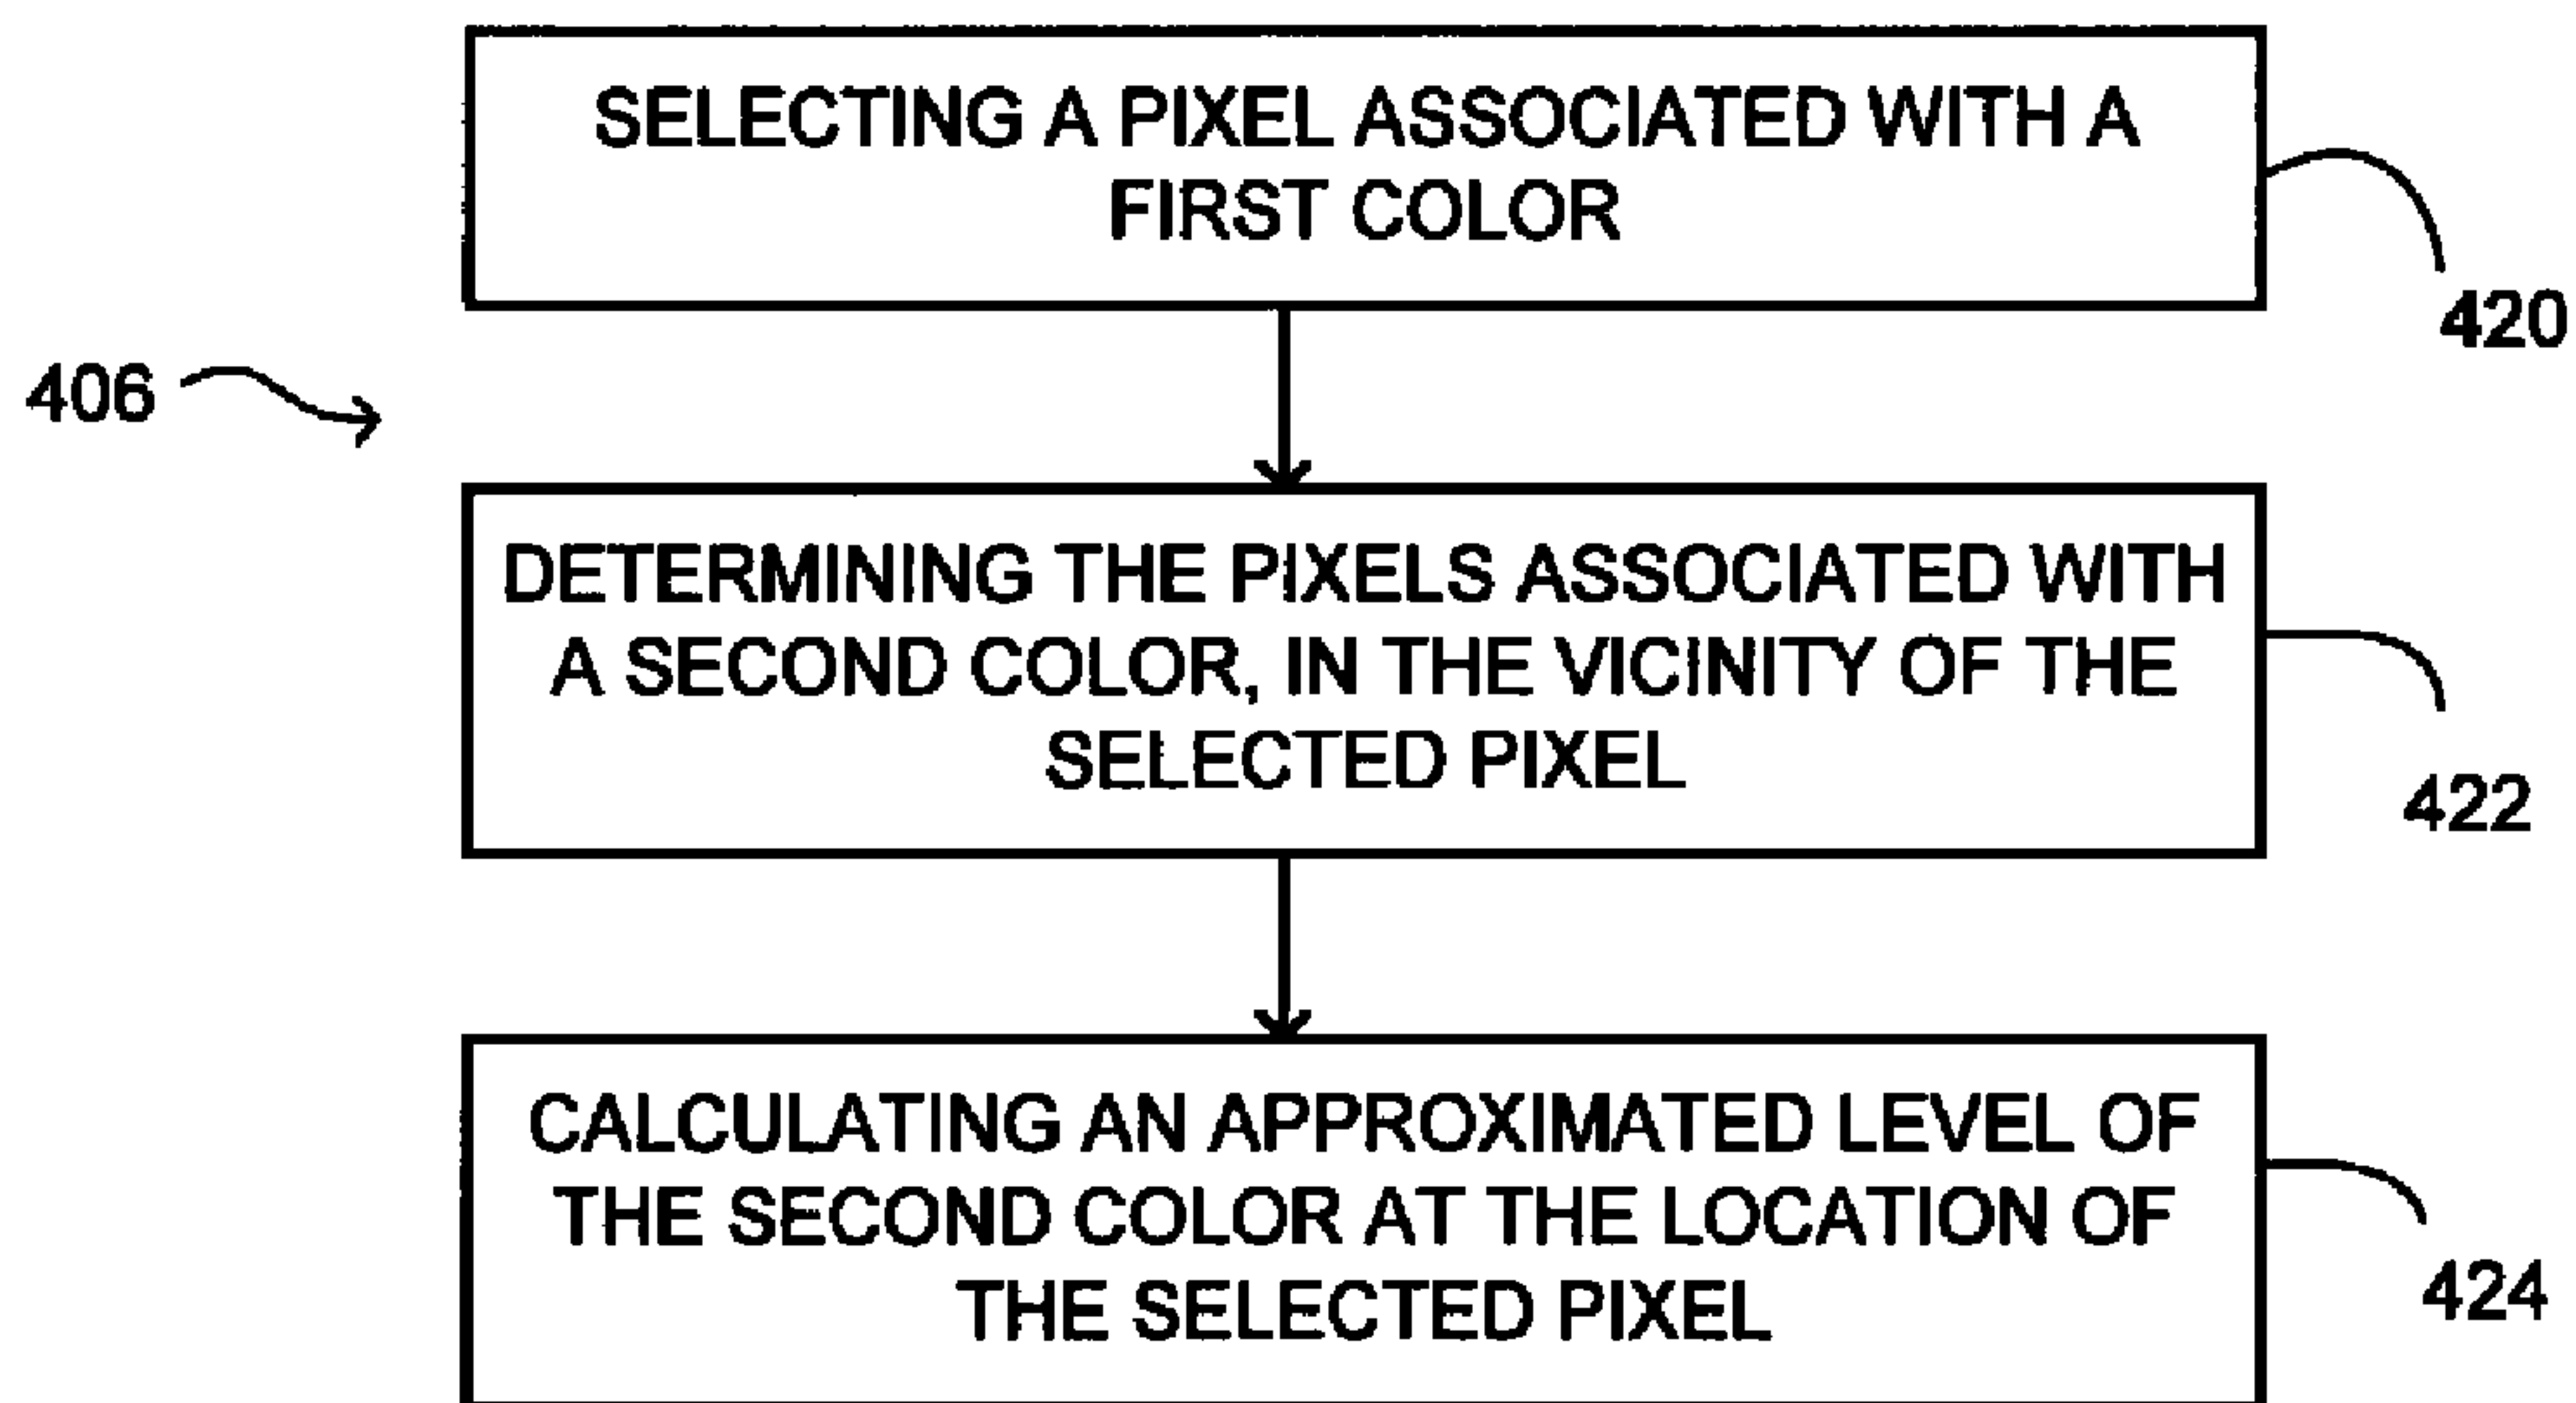 SELECTING A PIXEL ASSOCIATED WITH A
FIRST COLOR
420
406
DETERMINING THE PIXELS ASSOCIATED WITH
A SECOND COLOR, IN THE VICINITY OF THE
SELECTED PIXEL
422
CALCULATING AN APPROXIMATED LEVEL OF
THE SECOND COLOR AT THE LOCATION OF
THE SELECTED PIXEL
424